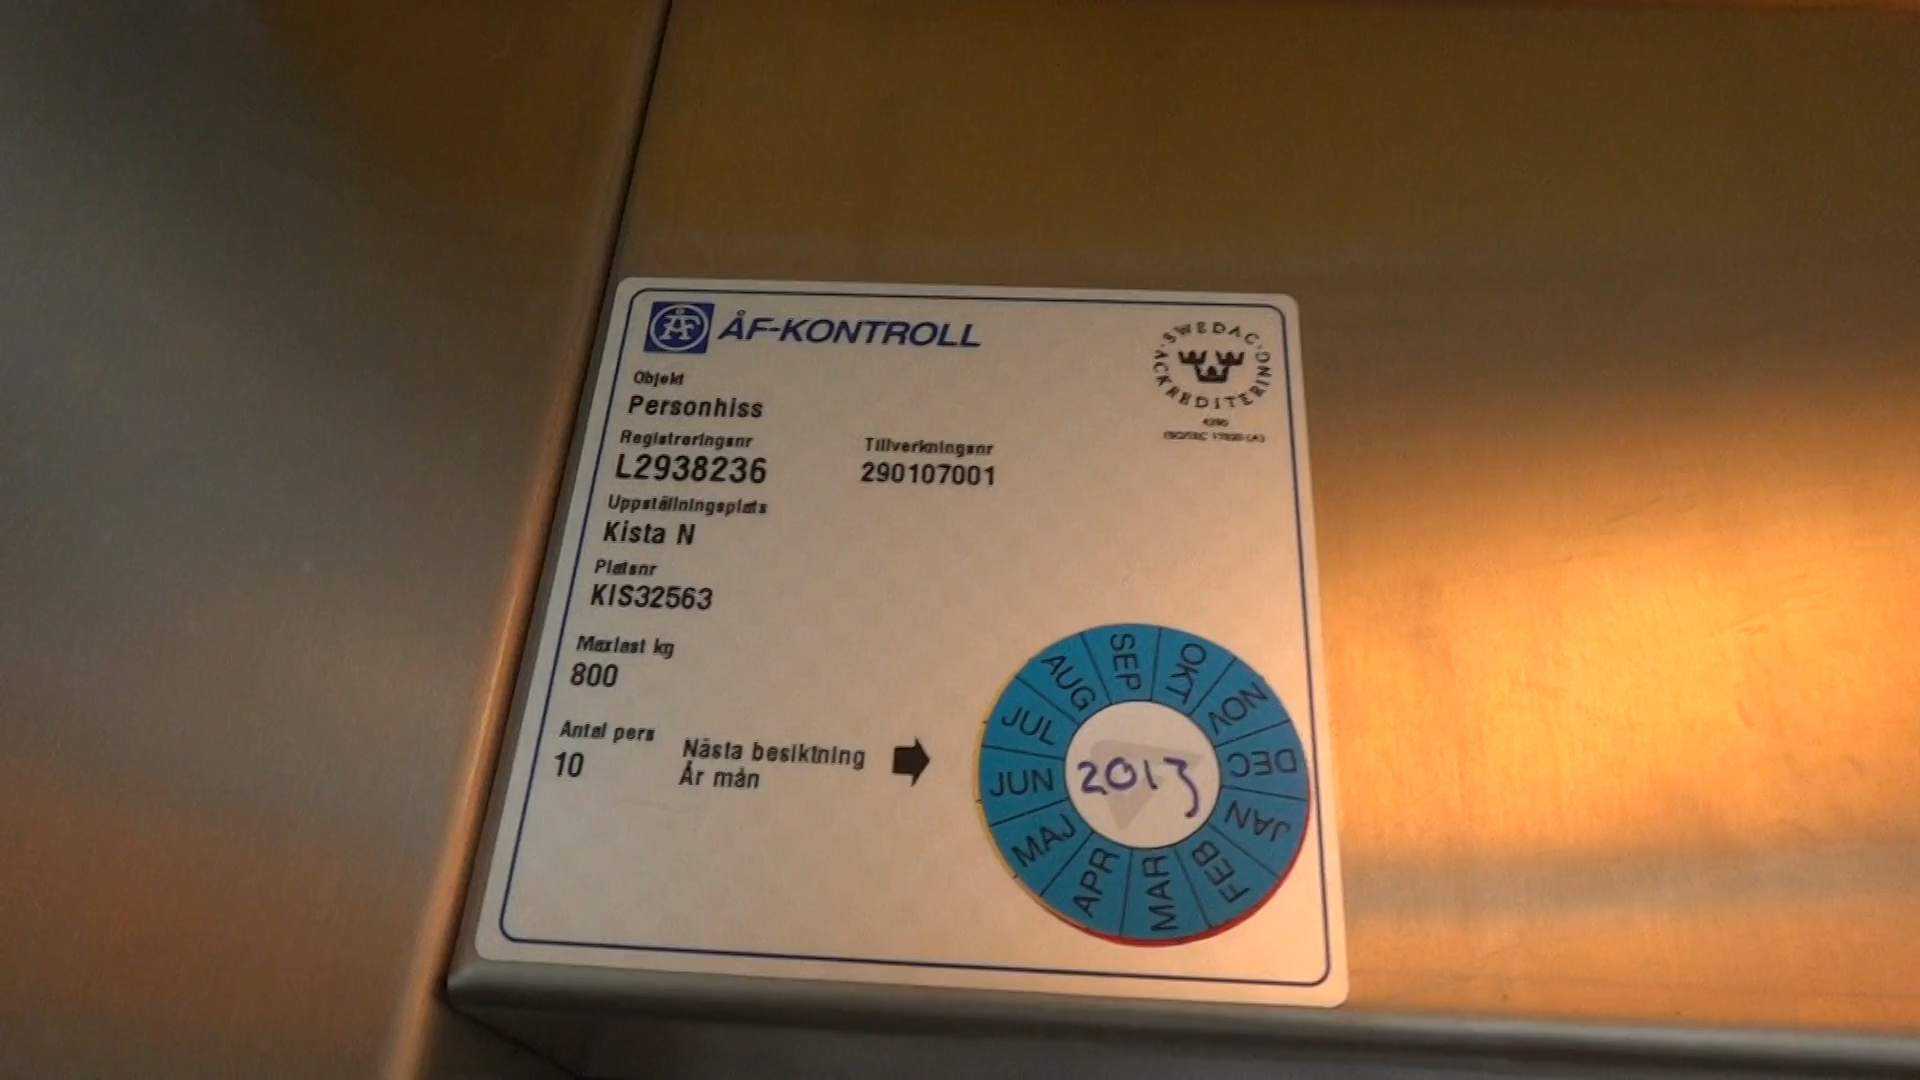 ÅF-KONTROLL
SWEDAC ACKREDITERING
Objekt
Personhiss
Registreringsnr
L2938236
Tillverkningsnr
290107001
Uppställningsplats
Kista N
Platsnr
KIS32563
Maxlast kg
800
Antal pers
10
Nästa besiktning
År mån
JAN
FEB
MAR
APR
MAJ
JUN
JUL
AUG
SEP
OKT
NOV
DEC
2013